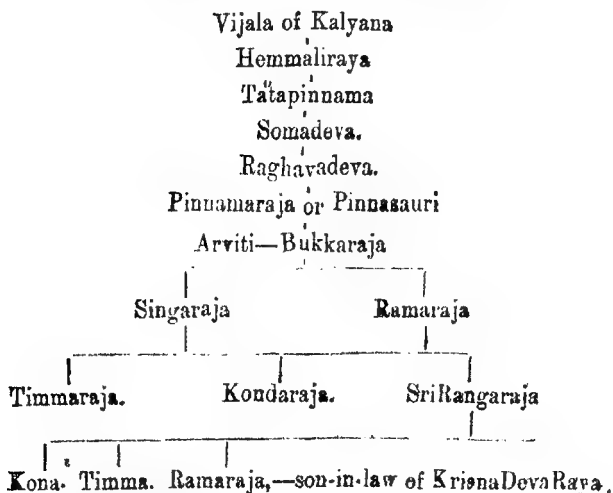 Vijala of Kalyana
Hemmaliraya
Tatapinnama
Somadeva.
Raghavadeva.
Pinnamaraja or Pinnasauri
Arviti—Bukkaraja
Singaraja Ramaraja
Timmaraja. Kondaraja. SriRangaraja
Kona. Timma. Ramaraja,—son-in-law of KrisnaDevaRaya.